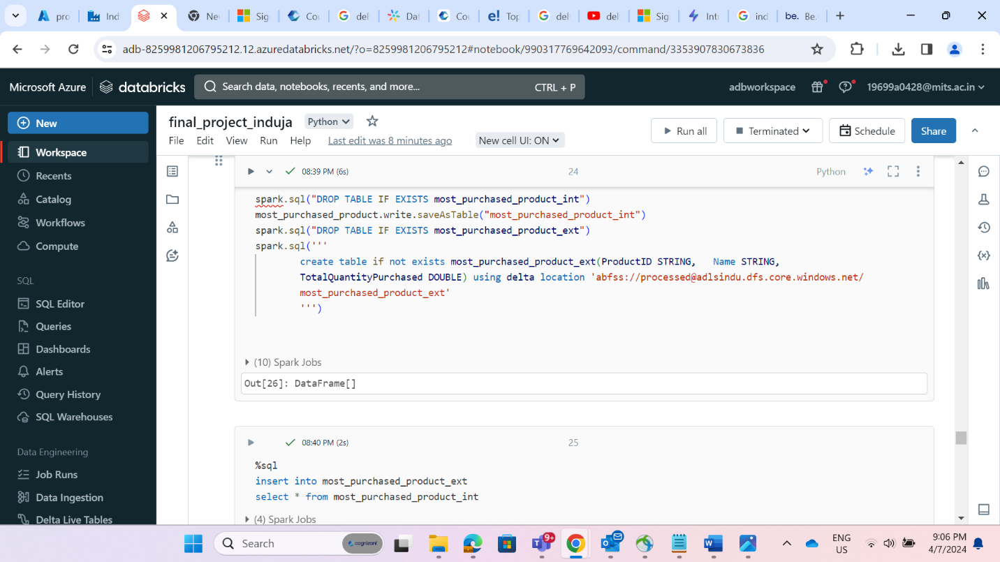 pro
Ind
Nev
Sig
Cou
del
Dat
Cou
Top
del
del
Sig
Intr
ind
be. Be.
adb-8259981206795212.12.azuredatabricks.net/?o=8259981206795212#notebook/990317769642093/command/3353907830673836
Microsoft Azure
databricks
Search data, notebooks, recents, and more...
CTRL + P
adbworkspace
19699a0428@mits.ac.in
New
Workspace
Recents
Catalog
Workflows
Compute
SQL
SQL Editor
Queries
Dashboards
Alerts
Query History
SQL Warehouses
Data Engineering
Job Runs
Data Ingestion
Delta Live Tables
final_project_induja
Python
File Edit View Run Help Last edit was 8 minutes ago New cell UI: ON
Run all
Terminated
Schedule
Share
08:39 PM (6s)
24
Python
spark.sql("DROP TABLE IF EXISTS most_purchased_product_int")
most_purchased_product.write.saveAsTable("most_purchased_product_int")
spark.sql("DROP TABLE IF EXISTS most_purchased_product_ext")
spark.sql('''
create table if not exists most_purchased_product_ext(ProductID STRING, Name STRING,
TotalQuantityPurchased DOUBLE) using delta location 'abfss://processed@adlsindu.dfs.core.windows.net/
most_purchased_product_ext'
''')
(10) Spark Jobs
Out[26]: DataFrame[]
08:40 PM (2s)
25
%sql
insert into most_purchased_product_ext
select * from most_purchased_product_int
(4) Spark Jobs
Search
cognizant
9+
ENG
US
9:06 PM
4/7/2024